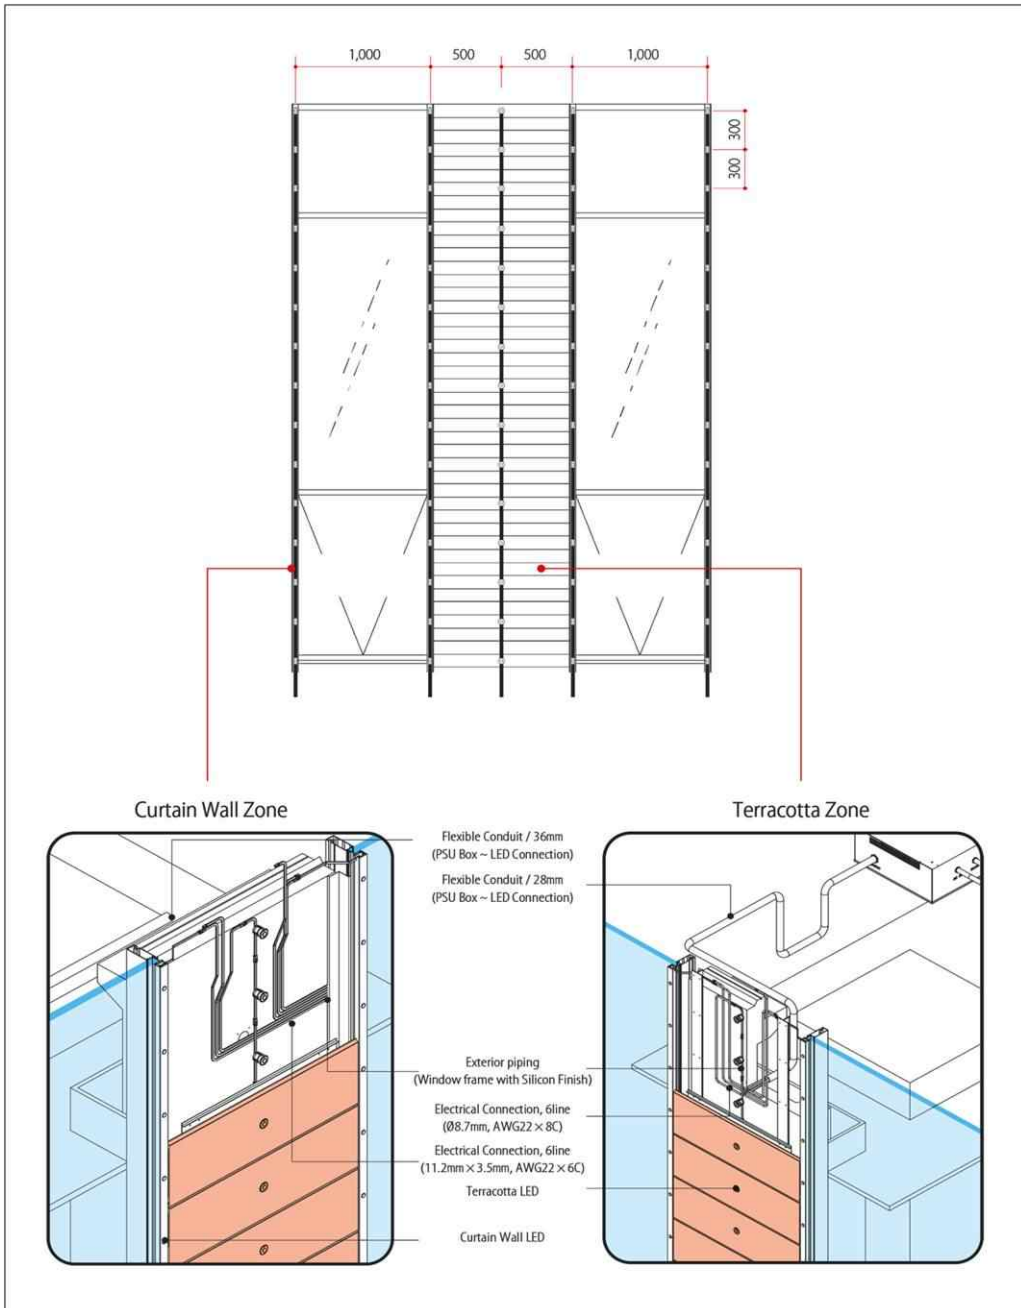 1,000
500
500
1,000
300
300
Curtain Wall Zone
Terracotta Zone
Flexible Conduit / 36mm
(PSU Box ~ LED Connection)
Flexible Conduit / 28mm
(PSU Box ~ LED Connection)
Exterior piping
(Window frame with Silicon Finish)
Electrical Connection, 6line
(Ø8.7mm, AWG22 × 8C)
Electrical Connection, 6line
(11.2mm × 3.5mm, AWG22 × 6C)
Terracotta LED
Curtain Wall LED